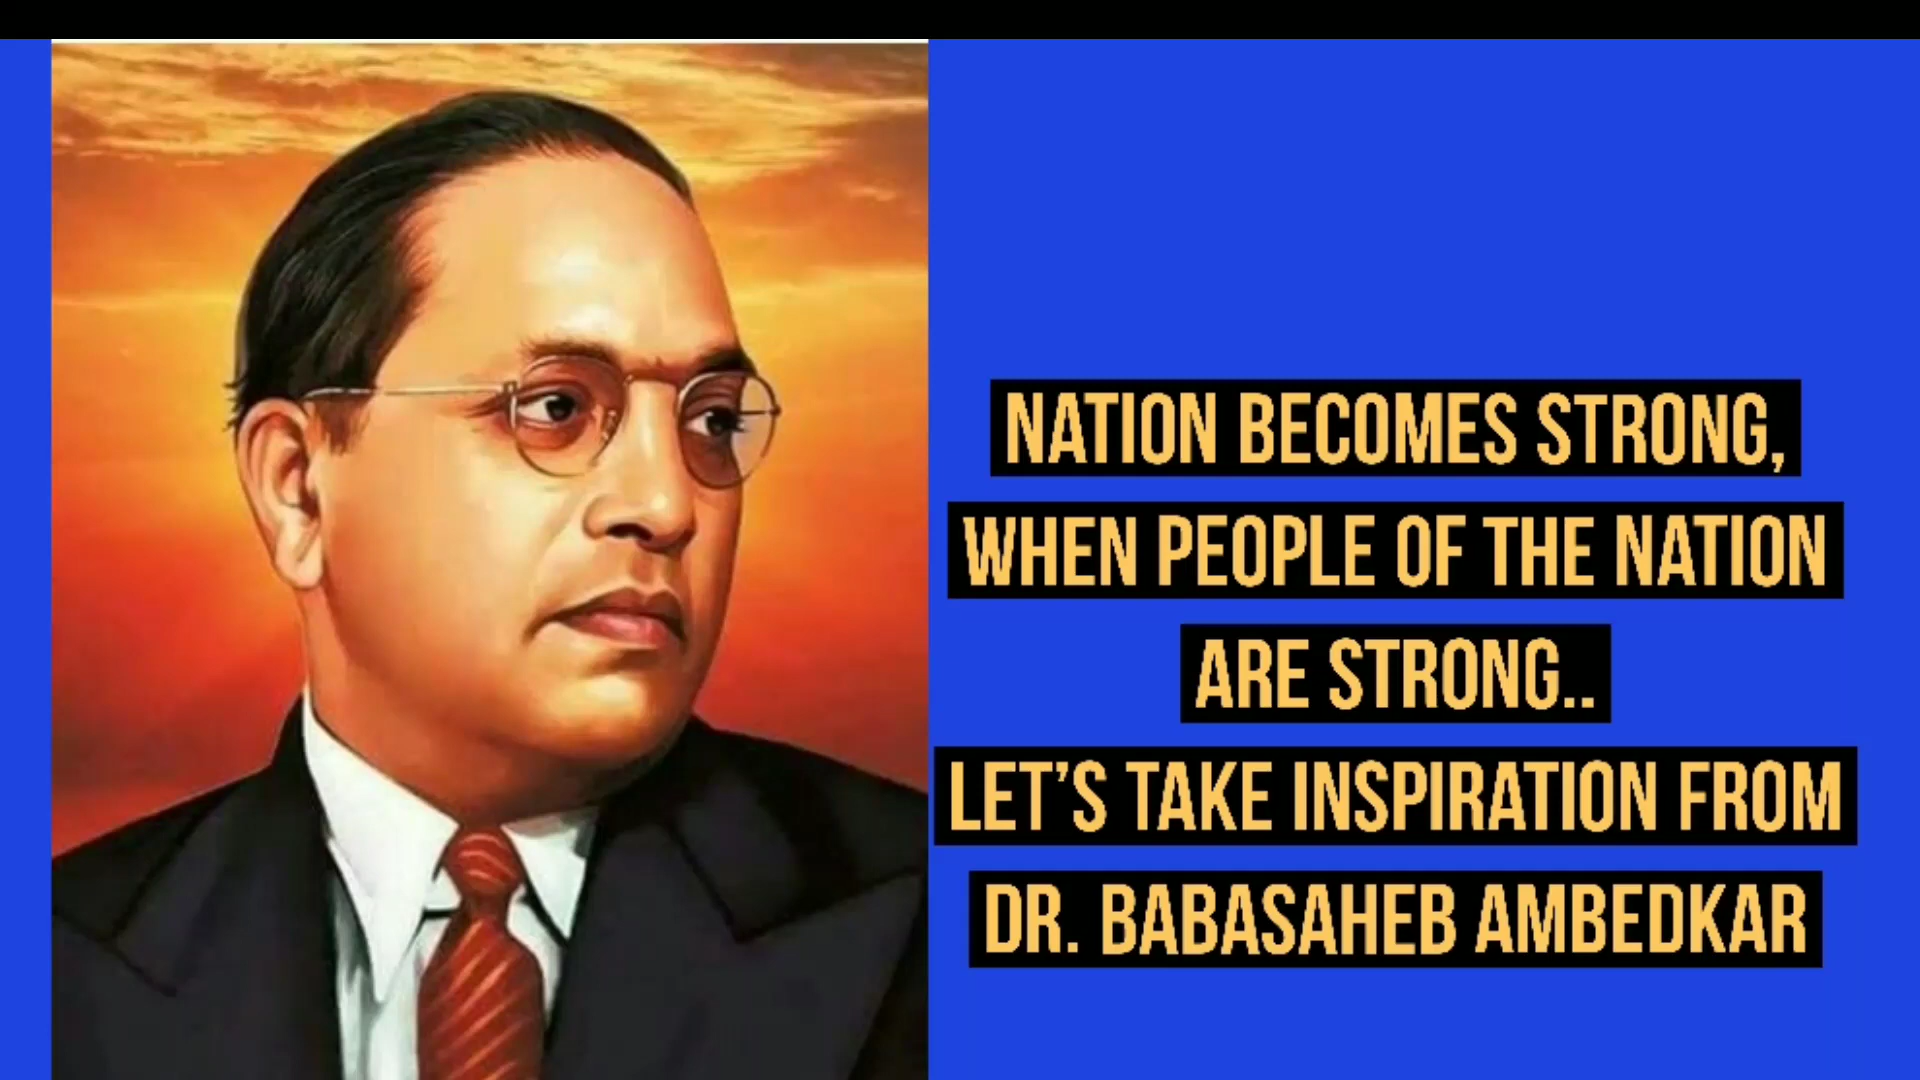 NATION BECOMES STRONG,
WHEN PEOPLE OF THE NATION
ARE STRONG..
LET'S TAKE INSPIRATION FROM
DR. BABASAHEB AMBEDKAR